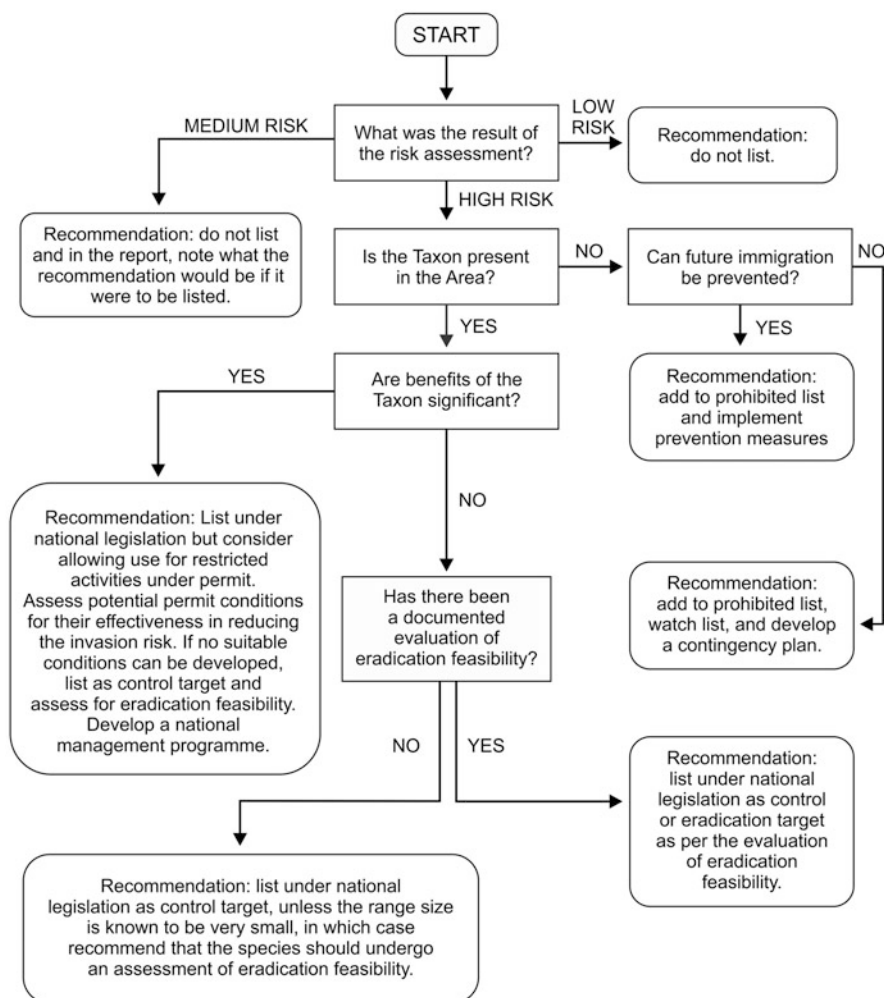 START
MEDIUM RISK
What was the result of
the risk assessment?
LOW
RISK
Recommendation:
do not list.
HIGH RISK
Recommendation: do not list
and in the report, note what the
recommendation would be if it
were to be listed.
Is the Taxon present
in the Area?
NO
Can future immigration
be prevented?
NO
YES
YES
YES
Are benefits of the
Taxon significant?
Recommendation:
add to prohibited list
and implement
prevention measures
NO
Recommendation: List under
national legislation but consider
allowing use for restricted
activities under permit.
Assess potential permit conditions
for their effectiveness in reducing
the invasion risk. If no suitable
conditions can be developed,
list as control target and
assess for eradication feasibility.
Develop a national
management programme.
Has there been
a documented
evaluation of
eradication feasibility?
Recommendation:
add to prohibited list,
watch list, and develop
a contingency plan.
NO
YES
Recommendation:
list under national
legislation as control
or eradication target
as per the evaluation
of eradication
feasibility.
Recommendation: list under national
legislation as control target, unless the range size
is known to be very small, in which case
recommend that the species should undergo
an assessment of eradication feasibility.